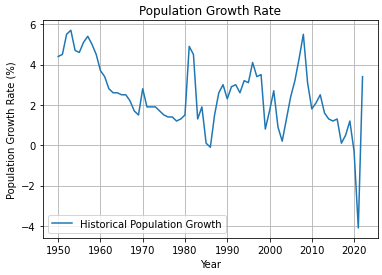 Population Growth Rate
Population Growth Rate (%)
6
4
2
0
−2
−4
Historical Population Growth
1950 1960 1970 1980 1990 2000 2010 2020
Year